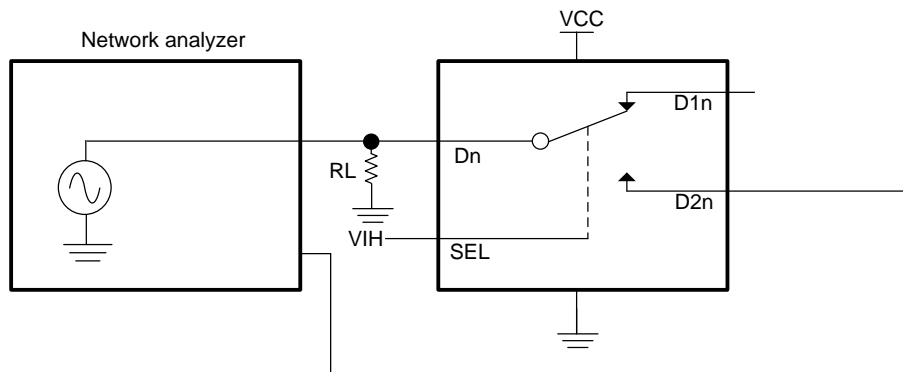 VCC
Network analyzer
D1n
Dn
RL
D2n
VIH
SEL